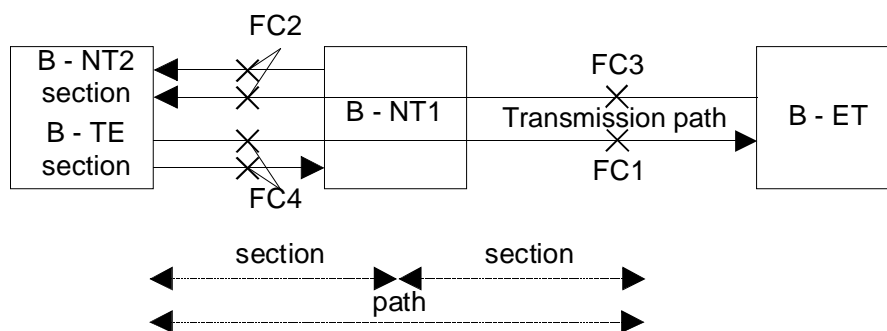 FC2
B - NT2
section
B - TE
section
B - NT1
FC3
Transmission path
B - ET
FC4
FC1
section
section
path